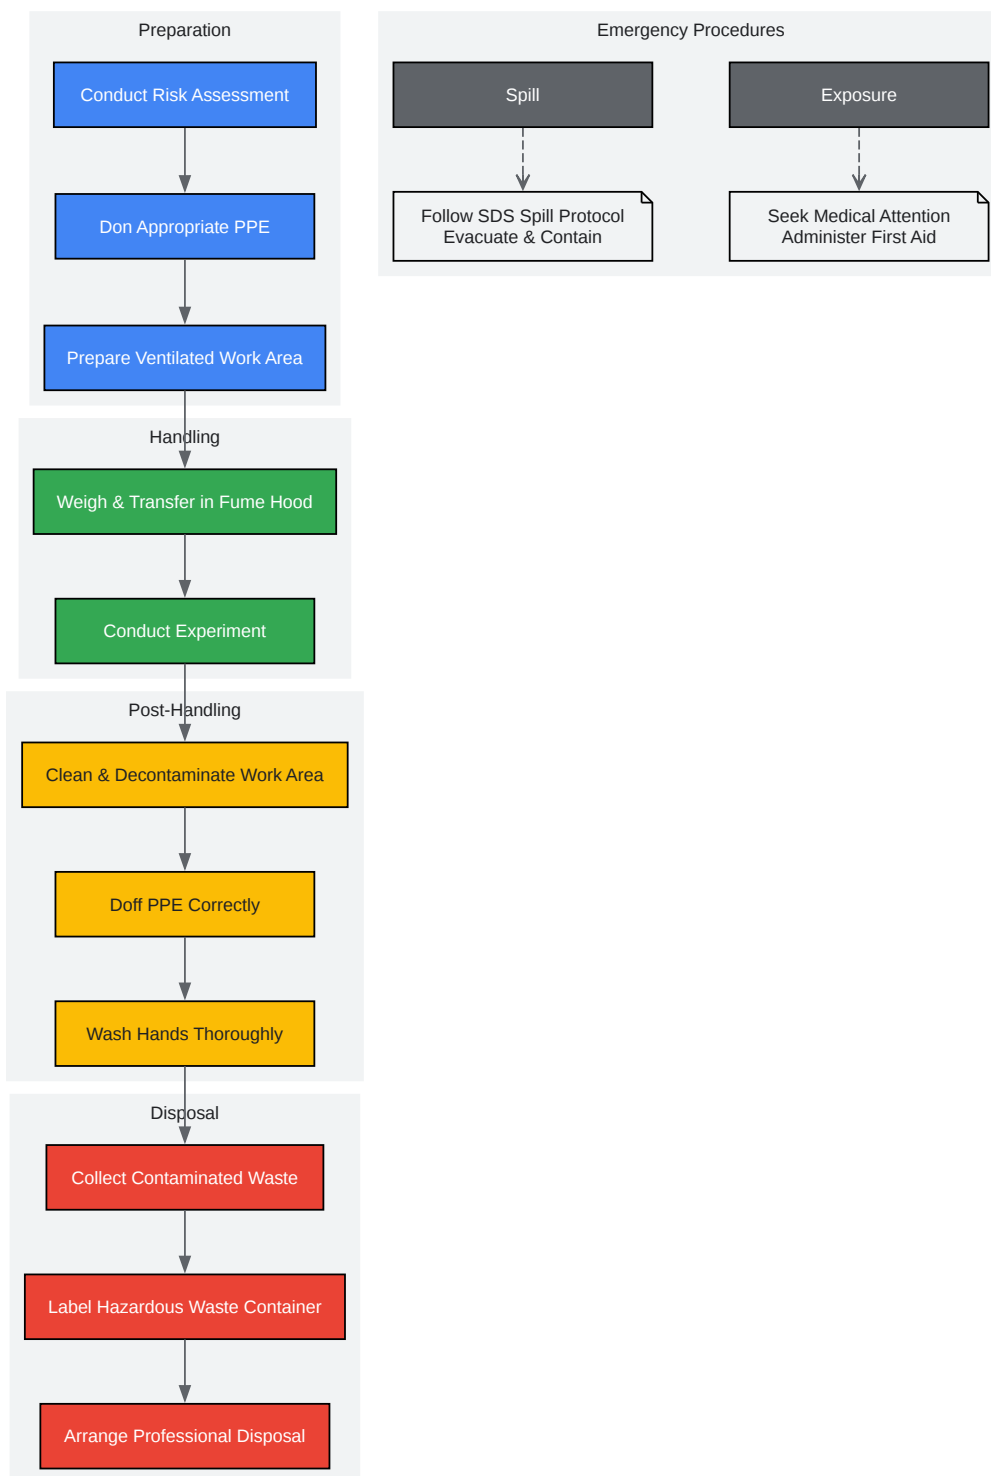 Preparation
Conduct Risk Assessment
Don Appropriate PPE
Prepare Ventilated Work Area
Handling
Weigh & Transfer in Fume Hood
Conduct Experiment
Post-Handling
Clean & Decontaminate Work Area
Doff PPE Correctly
Wash Hands Thoroughly
Disposal
Collect Contaminated Waste
Label Hazardous Waste Container
Arrange Professional Disposal
Emergency Procedures
Spill
Follow SDS Spill Protocol
Evacuate & Contain
Exposure
Seek Medical Attention
Administer First Aid